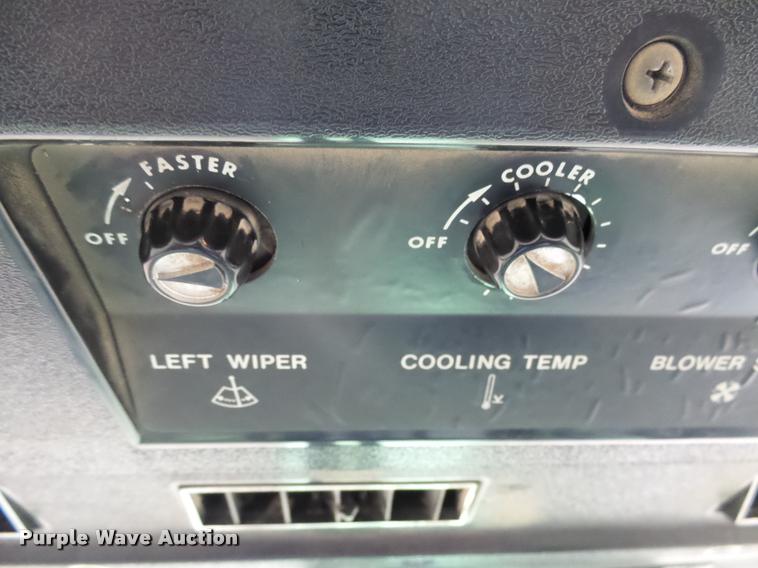 FASTER
OFF
COOLER
OFF
OFF
LEFT WIPER
COOLING TEMP
BLOWER
Purple Wave Auction